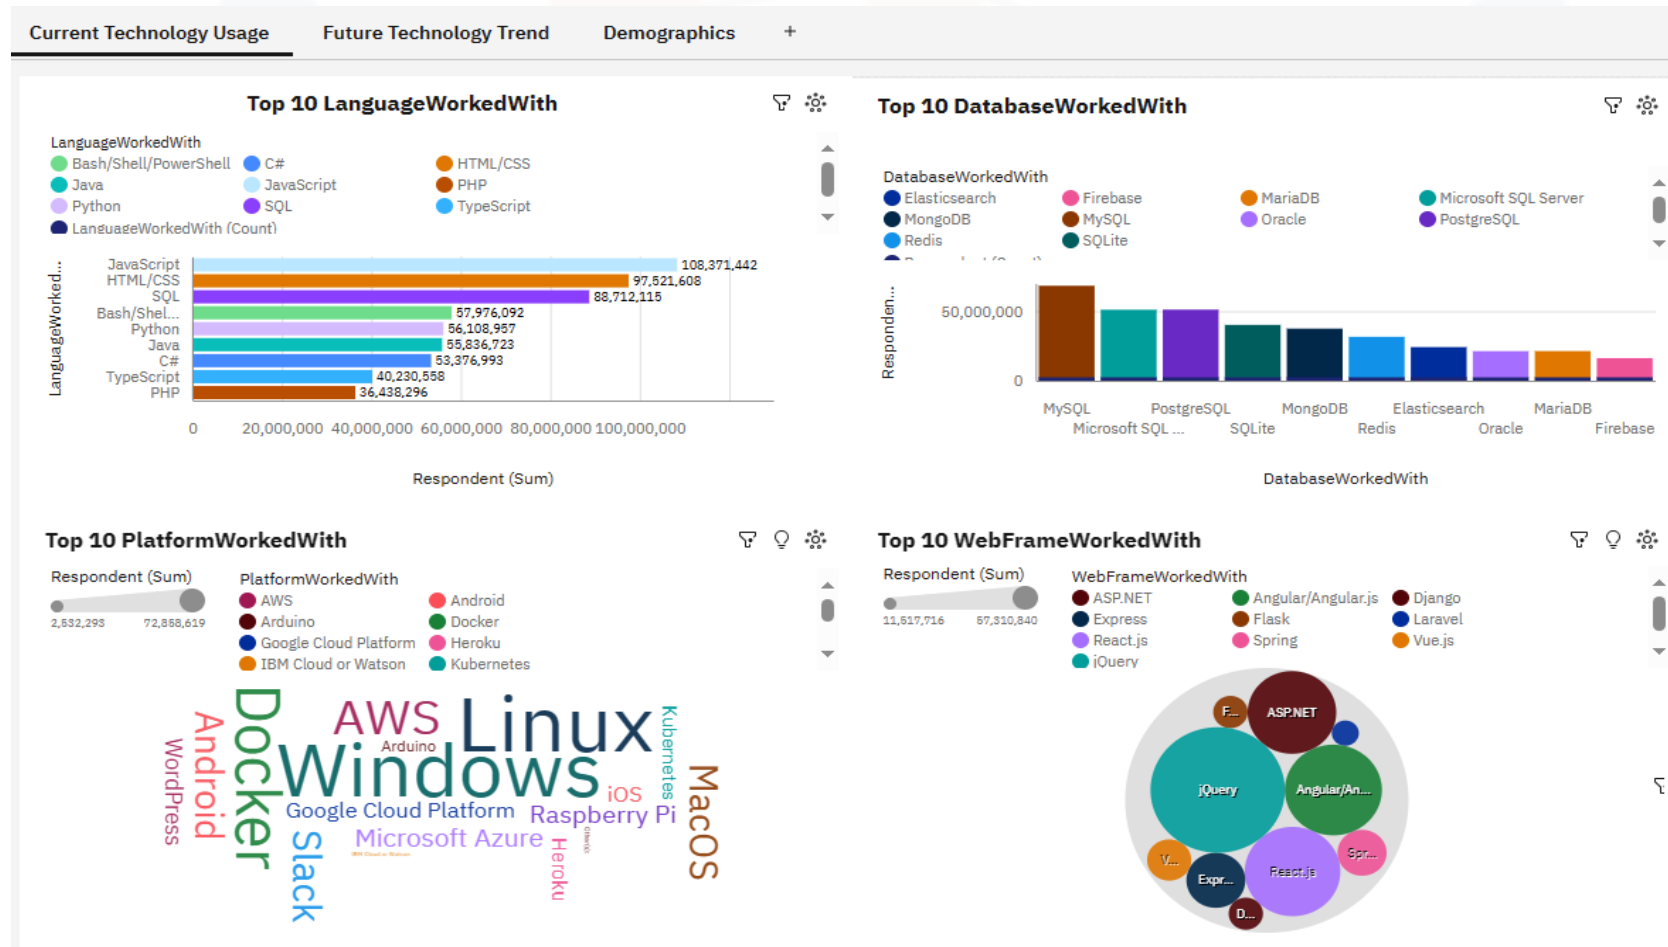 Current Technology Usage Future Technology Trend Demographics +
Top 10 LanguageWorkedWith
LanguageWorkedWith
Bash/Shell/PowerShell C# HTML/CSS
Java JavaScript PHP
Python SQL TypeScript
LanguageWorkedWith (Count)
LanguageWorked...
JavaScript 108,371,442
HTML/CSS 97,521,608
SQL 88,712,115
Bash/Shel... 57,976,092
Python 56,108,957
Java 55,836,723
C# 53,376,993
TypeScript 40,230,558
PHP 36,438,296
0 20,000,000 40,000,000 60,000,000 80,000,000 100,000,000
Respondent (Sum)
Top 10 DatabaseWorkedWith
DatabaseWorkedWith
Elasticsearch Firebase MariaDB Microsoft SQL Server
MongoDB MySQL Oracle PostgreSQL
Redis SQLite
Responden...
50,000,000
0
MySQL PostgreSQL MongoDB Elasticsearch MariaDB
Microsoft SQL ... SQLite Redis Oracle Firebase
DatabaseWorkedWith
Top 10 PlatformWorkedWith
Respondent (Sum)
2,532,293 72,858,619
PlatformWorkedWith
AWS Android
Arduino Docker
Google Cloud Platform Heroku
IBM Cloud or Watson Kubernetes
WordPress
Android
Docker
AWS
Linux
Arduino
Windows
Kubernetes
iOS
Google Cloud Platform
Raspberry Pi
MacOS
Microsoft Azure
IBM Cloud or Watson
Slack
Heroku
Top 10 WebFrameWorkedWith
Respondent (Sum)
11,517,716 57,310,840
WebFrameWorkedWith
ASP.NET Angular/Angular.js Django
Express Flask Laravel
React.js Spring Vue.js
jQuery
F...
ASP.NET
jQuery
Angular/An...
V...
Expr...
React.js
Spr...
D...